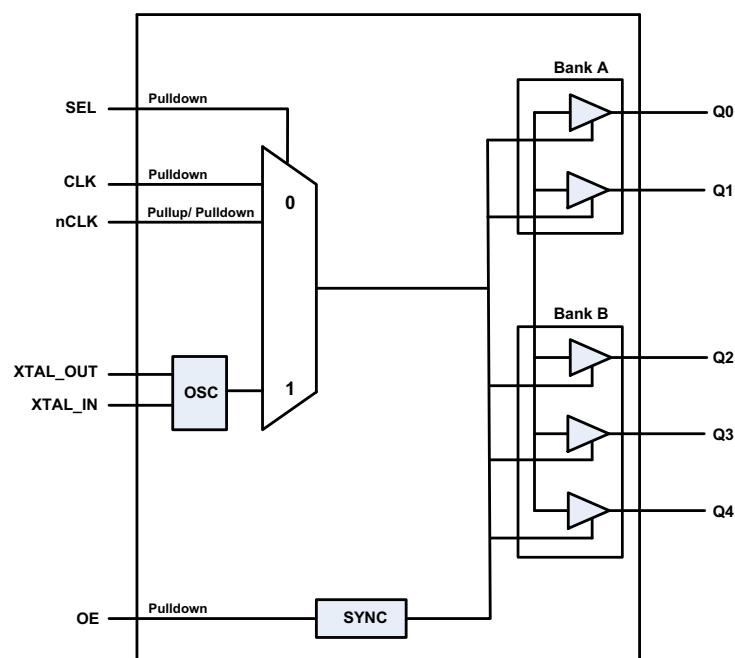 Bank A
SEL
Pulldown
Q0
CLK
Pulldown
Q1
0
nCLK
Pullup/ Pulldown
Bank B
XTAL_OUT
Q2
OSC
1
XTAL_IN
Q3
Q4
OE
Pulldown
SYNC